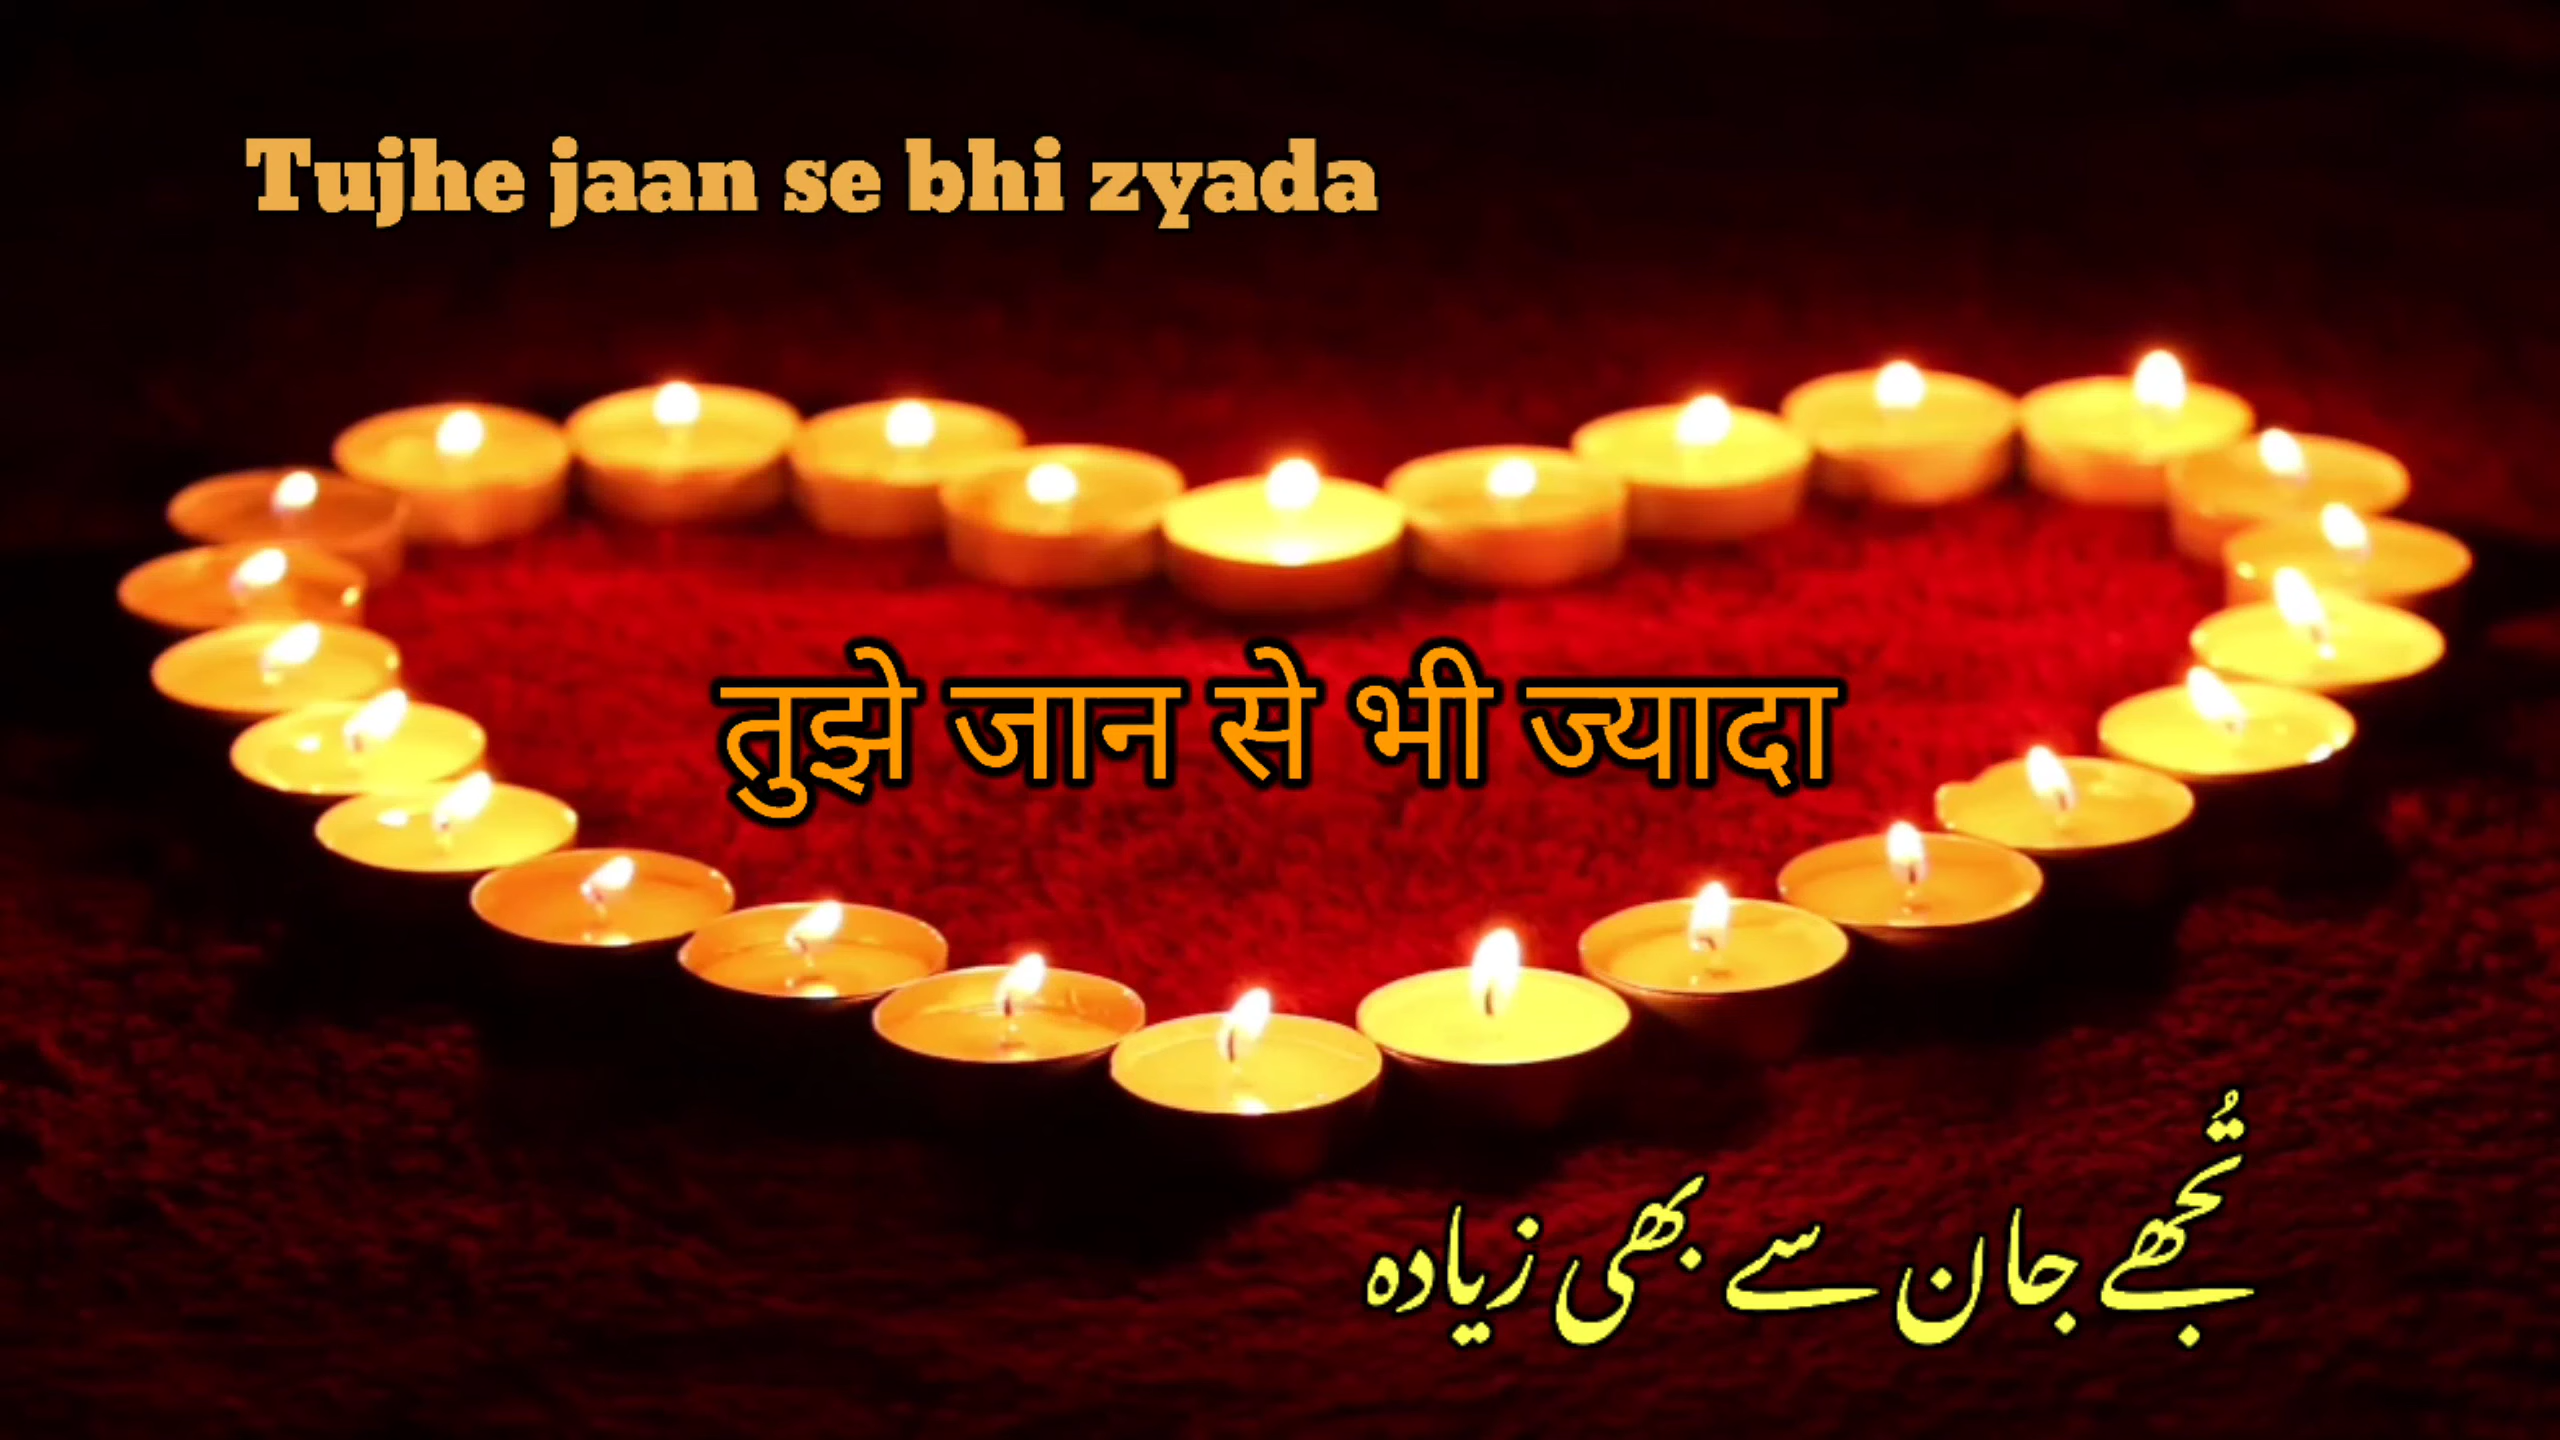 Tujhe jaan se bhi zyada
तुझे जान से भी ज्यादा
تُجھے جان سے بھی زیادہ